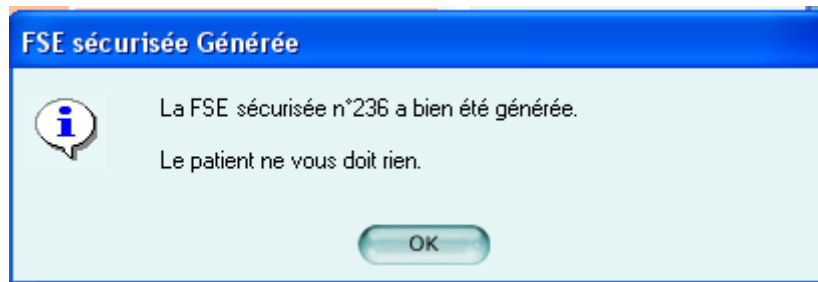 FSE sécurisée Générée
La FSE sécurisée n°236 a bien été générée.
Le patient ne vous doit rien.
OK